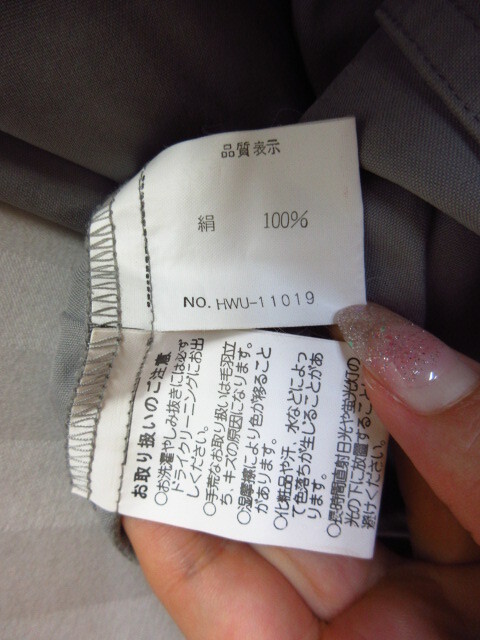 品質表示
絹 100%
NO. HWU-11019
お取り扱いのご注意
○お洗濯やしみ抜きには必ず
ドライクリーニングにお出
しください。
○手荒なお取り扱いは毛羽立
ち、キズの原因になります。
○湿摩擦により色が移ること
があります。
○化粧品や汗、水などによっ
て色落ちが生じることがあ
ります。
○長時間直射日光や蛍光灯の
光の下に放置すること
避けください。